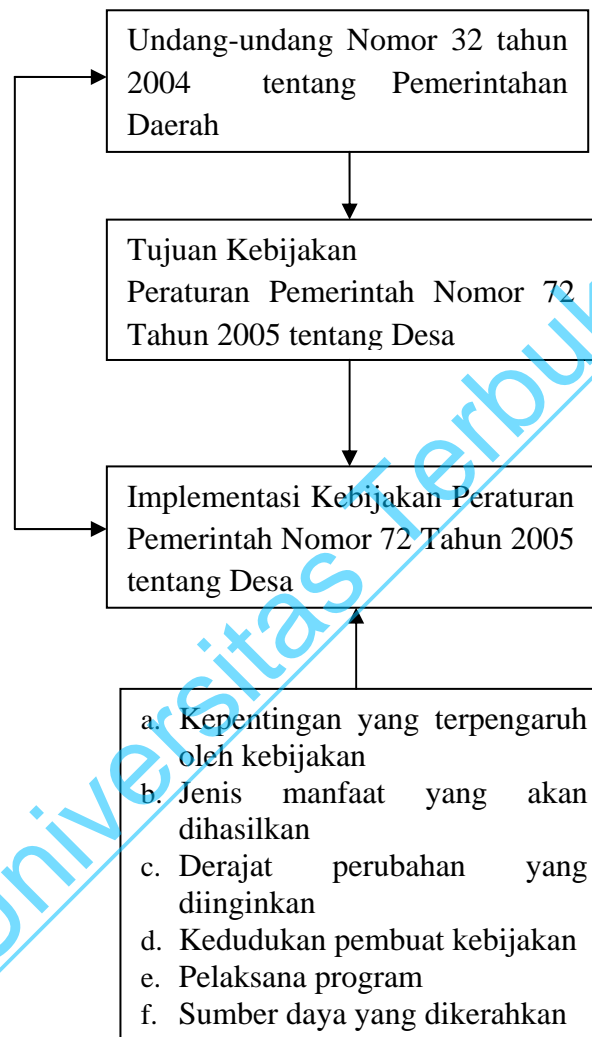 Undang-undang Nomor 32 tahun
2004 tentang Pemerintahan
Daerah
Tujuan Kebijakan
Peraturan Pemerintah Nomor 72
Tahun 2005 tentang Desa
Implementasi Kebijakan Peraturan
Pemerintah Nomor 72 Tahun 2005
tentang Desa
a. Kepentingan yang terpengaruh
oleh kebijakan
b. Jenis manfaat yang akan
dihasilkan
c. Derajat perubahan yang
diinginkan
d. Kedudukan pembuat kebijakan
e. Pelaksana program
f. Sumber daya yang dikerahkan
Universitas Terbuk